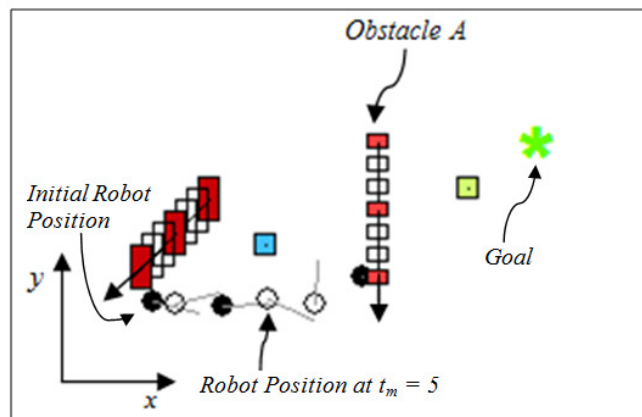 Obstacle A
Initial Robot
Position
Goal
y
x
Robot Position at tm = 5